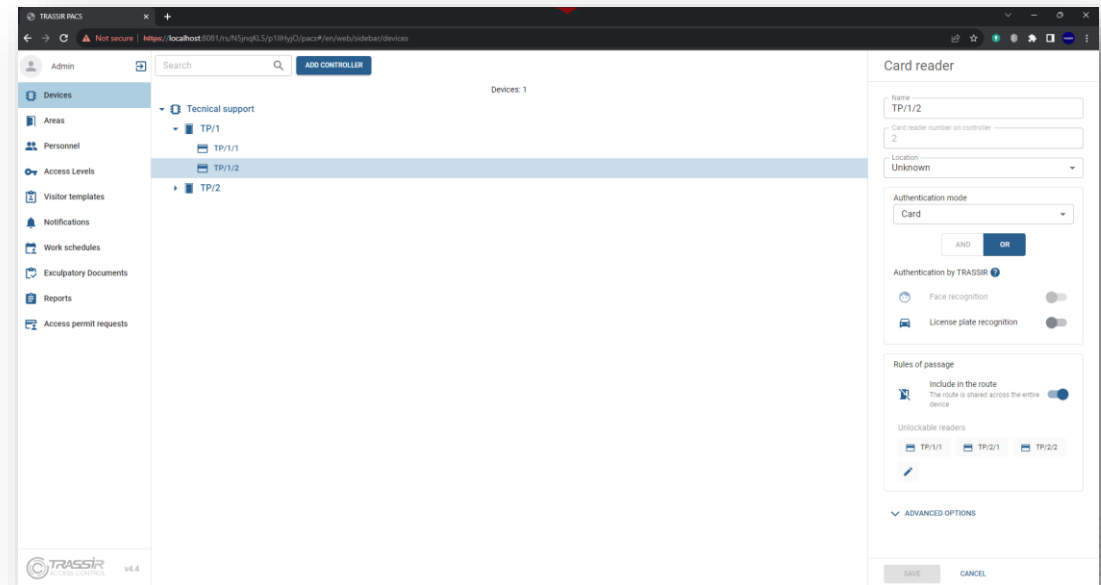 TRASSIR PACS
Not secure | https://localhost:8081/rs/N5jnqKLS/p1IlHyjO/pacs#/en/web/sidebar/devices
Admin
Search
ADD CONTROLLER
Card reader
Devices
Devices: 1
Areas
Personnel
Access Levels
Visitor templates
Notifications
Work schedules
Exculpatory Documents
Reports
Access permit requests
Tecnical support
TP/1
TP/1/1
TP/1/2
TP/2
Name
TP/1/2
Card reader number on controller
2
Location
Unknown
Authentication mode
Card
AND OR
Authentication by TRASSIR ?
Face recognition
License plate recognition
Rules of passage
Include in the route
The route is shared across the entire
device
Unlockable readers
TP/1/1 TP/2/1 TP/2/2
ADVANCED OPTIONS
TRASSIR
ACCESS CONTROL
v4.4
SAVE CANCEL